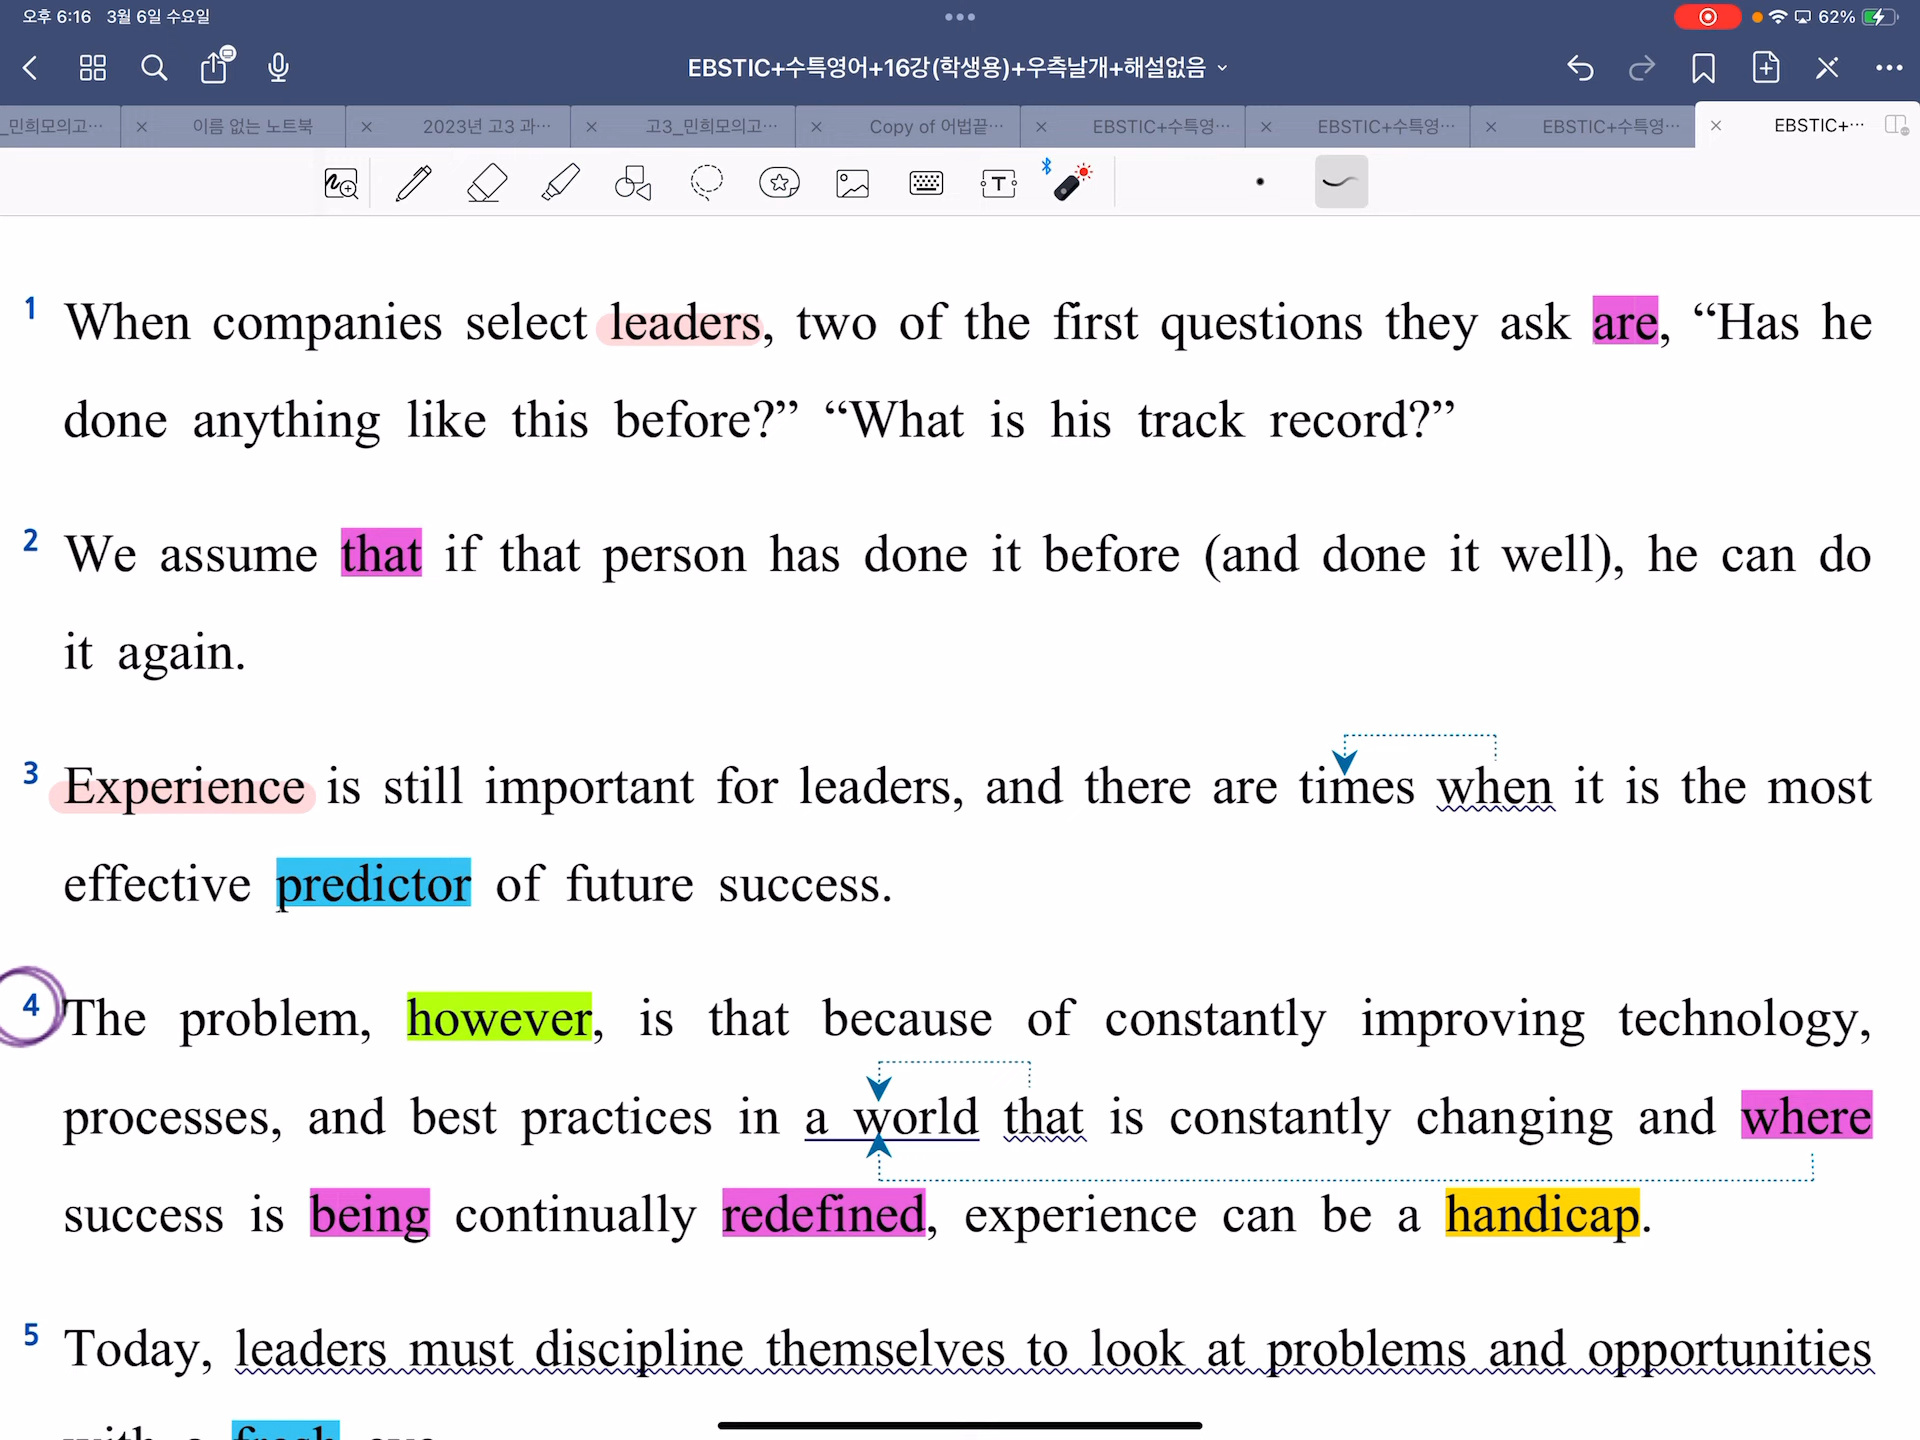 오후 6:16 3월 6일 수요일
62%
EBSTIC+수특영어+16강(학생용)+우측날개+해설없음
_민희모의고··· 이름 없는 노트북 2023년 고3 과··· 고3_민희모의고··· Copy of 어법끝··· EBSTIC+수특영··· EBSTIC+수특영··· EBSTIC+수특영··· EBSTIC+···
1 When companies select leaders, two of the first questions they ask are, “Has he
done anything like this before?” “What is his track record?”
2 We assume that if that person has done it before (and done it well), he can do
it again.
3 Experience is still important for leaders, and there are times when it is the most
effective predictor of future success.
4 The problem, however, is that because of constantly improving technology,
processes, and best practices in a world that is constantly changing and where
success is being continually redefined, experience can be a handicap.
5 Today, leaders must discipline themselves to look at problems and opportunities
with a fresh eye.